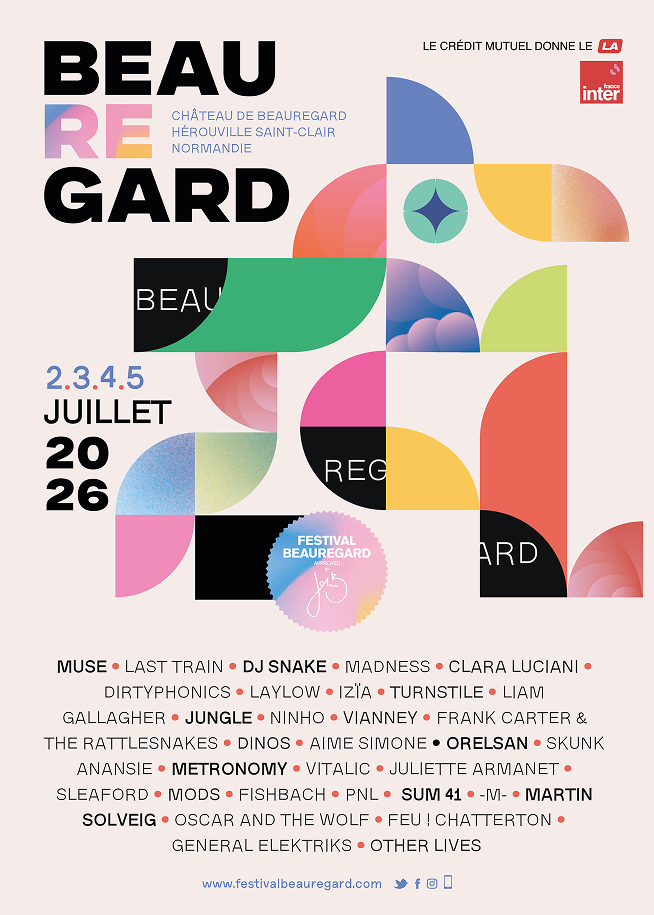 BEAU
RE
GARD
CHÂTEAU DE BEAUREGARD
HÉROUVILLE SAINT-CLAIR
NORMANDIE
LE CRÉDIT MUTUEL DONNE LE LA
france
inter
BEAU
2.3.4.5
JUILLET
20
26
REG
ARD
FESTIVAL
BEAUREGARD
APPROVED
BY
John
MUSE • LAST TRAIN • DJ SNAKE • MADNESS • CLARA LUCIANI •
DIRTYPHONICS • LAYLOW • IZÏA • TURNSTILE • LIAM
GALLAGHER • JUNGLE • NINHO • VIANNEY • FRANK CARTER &
THE RATTLESNAKES • DINOS • AIME SIMONE • ORELSAN • SKUNK
ANANSIE • METRONOMY • VITALIC • JULIETTE ARMANET •
SLEAFORD • MODS • FISHBACH • PNL • SUM 41 • -M- • MARTIN
SOLVEIG • OSCAR AND THE WOLF • FEU ! CHATTERTON •
GENERAL ELEKTRIKS • OTHER LIVES
www.festivalbeauregard.com